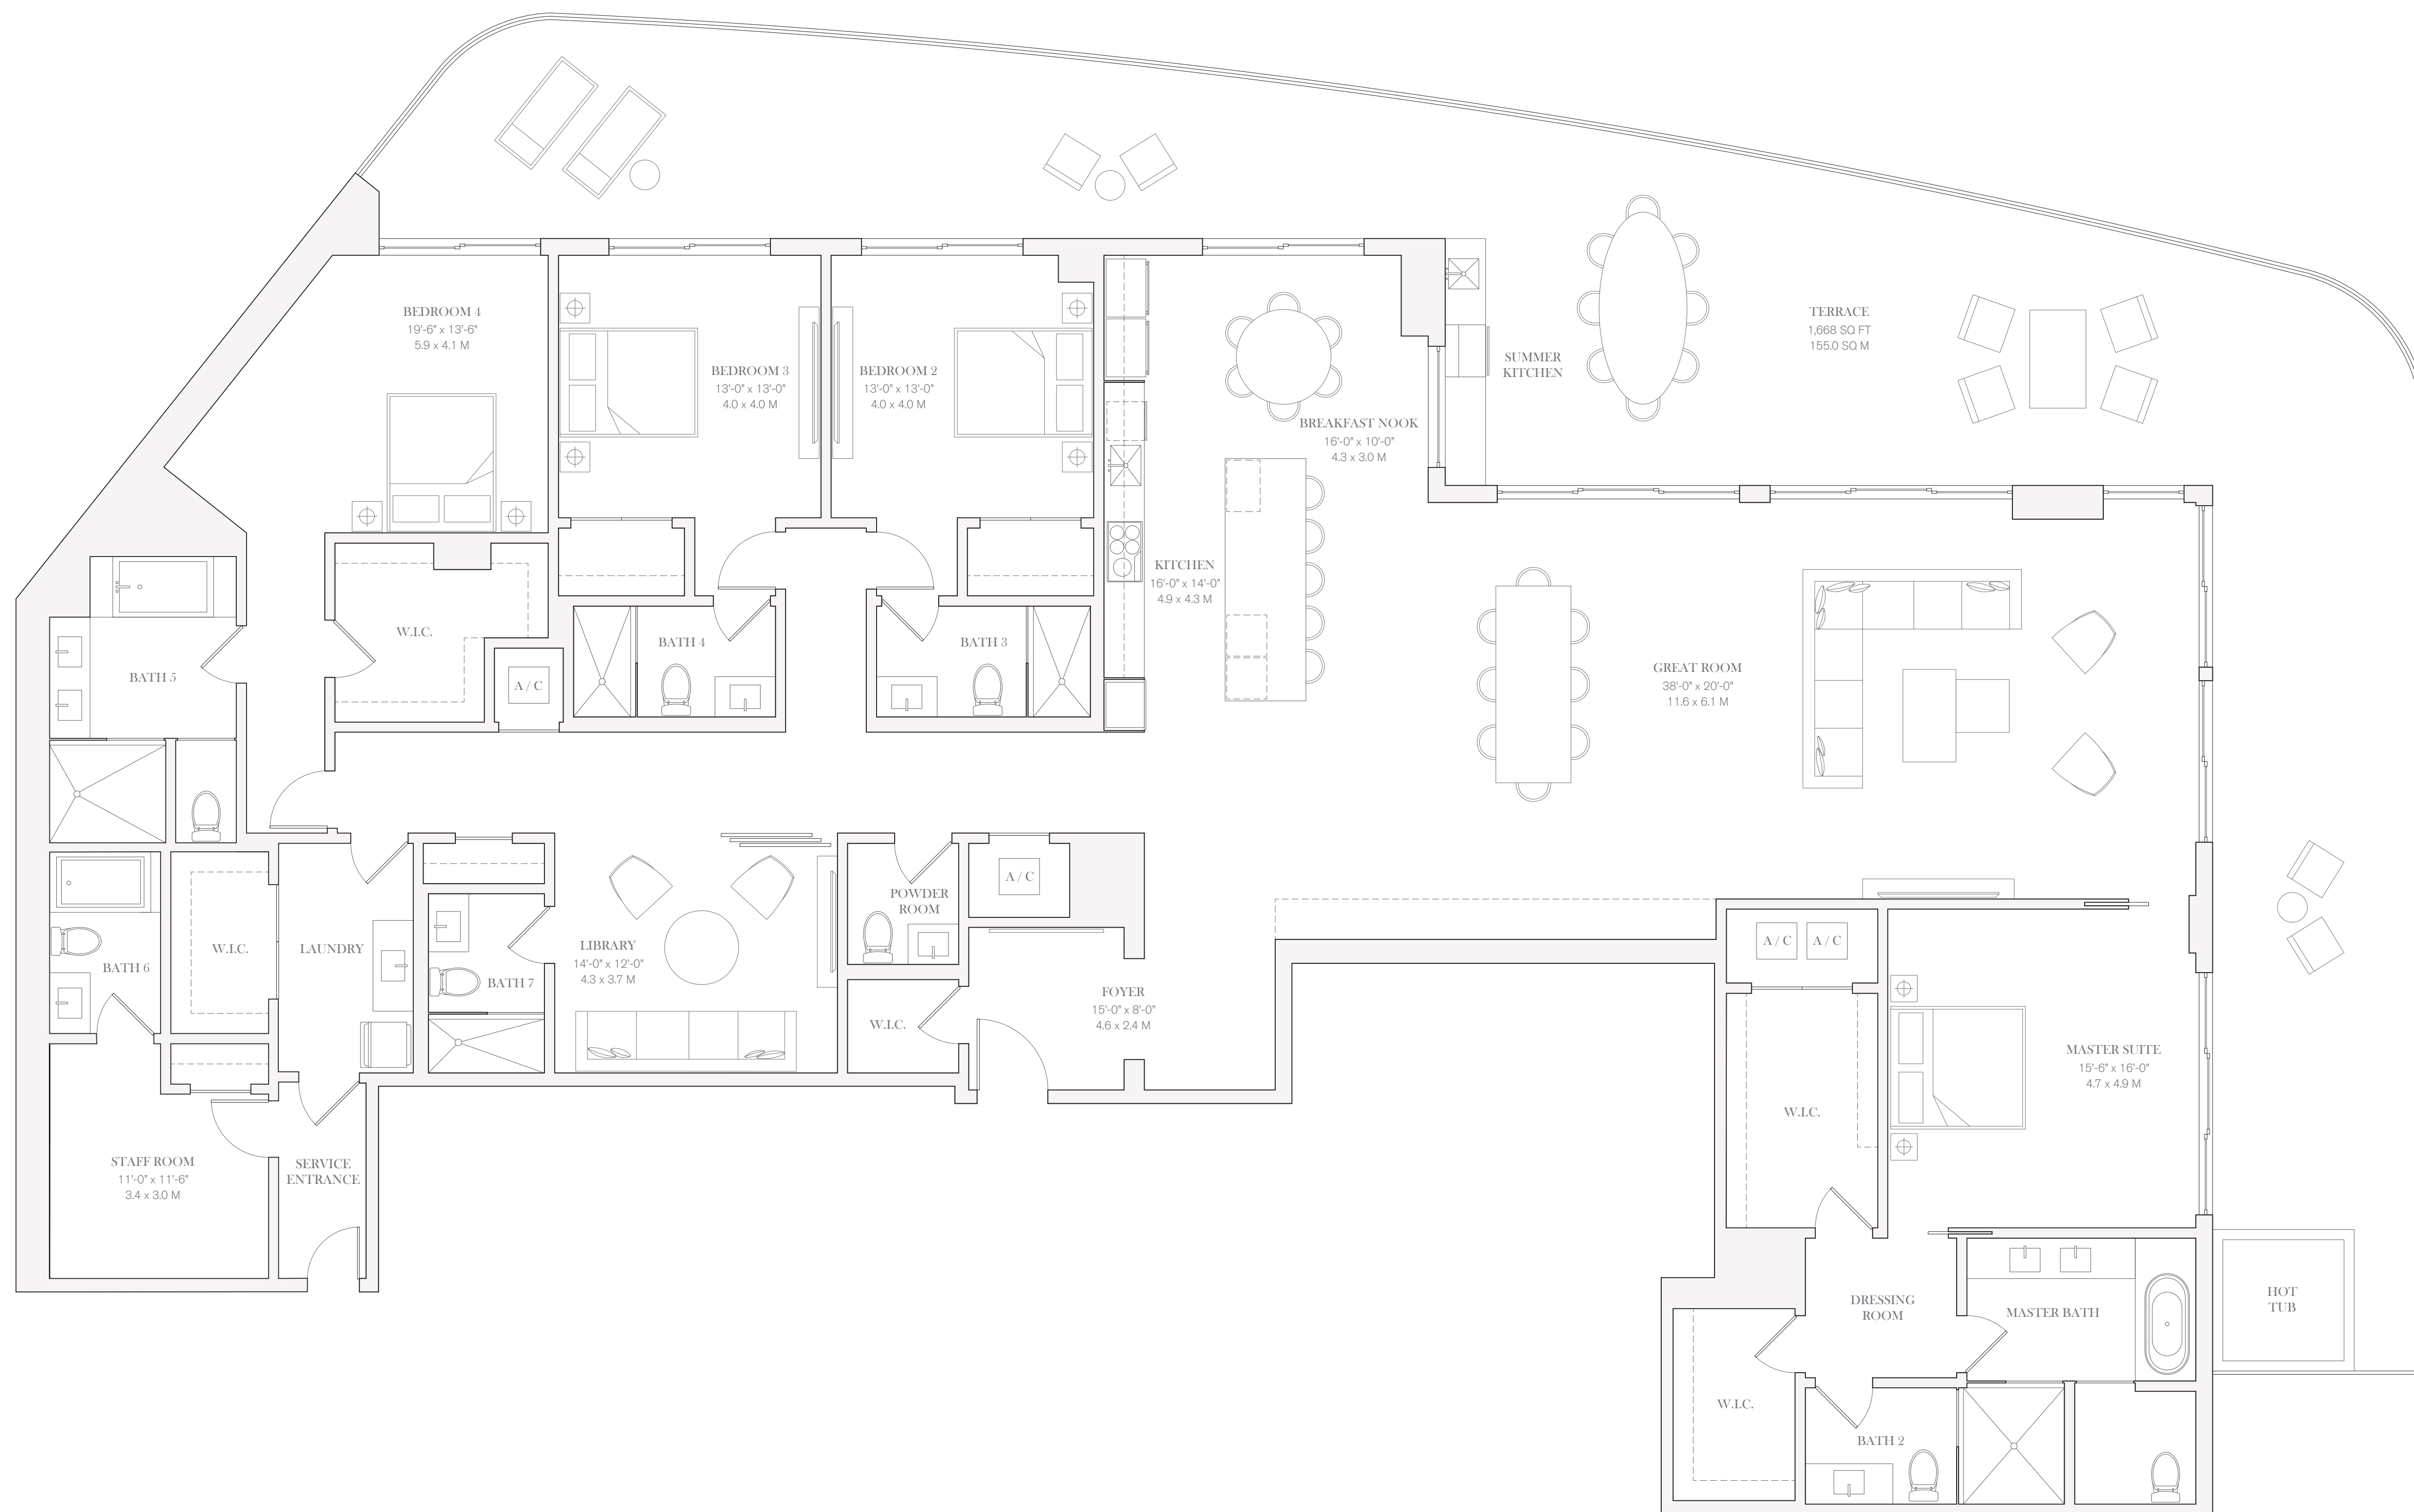 BEDROOM 4
19'-6" x 13'-6"
5.9 x 4.1 M
BEDROOM 3
13'-0" x 13'-0"
4.0 x 4.0 M
BEDROOM 2
13'-0" x 13'-0"
4.0 x 4.0 M
TERRACE
1,668 SQ FT
155.0 SQ M
SUMMER
KITCHEN
BREAKFAST NOOK
16'-0" x 10'-0"
4.3 x 3.0 M
KITCHEN
16'-0" x 14'-0"
4.9 x 4.3 M
W.I.C.
BATH 5
A / C
BATH 4
BATH 3
GREAT ROOM
38'-0" x 20'-0"
11.6 x 6.1 M
POWDER
ROOM
A / C
BATH 6
W.I.C.
LAUNDRY
BATH 7
LIBRARY
14'-0" x 12'-0"
4.3 x 3.7 M
W.I.C.
FOYER
15'-0" x 8'-0"
4.6 x 2.4 M
A / C
A / C
MASTER SUITE
15'-6" x 16'-0"
4.7 x 4.9 M
W.I.C.
STAFF ROOM
11'-0" x 11'-6"
3.4 x 3.0 M
SERVICE
ENTRANCE
DRESSING
ROOM
MASTER BATH
HOT
TUB
W.I.C.
BATH 2